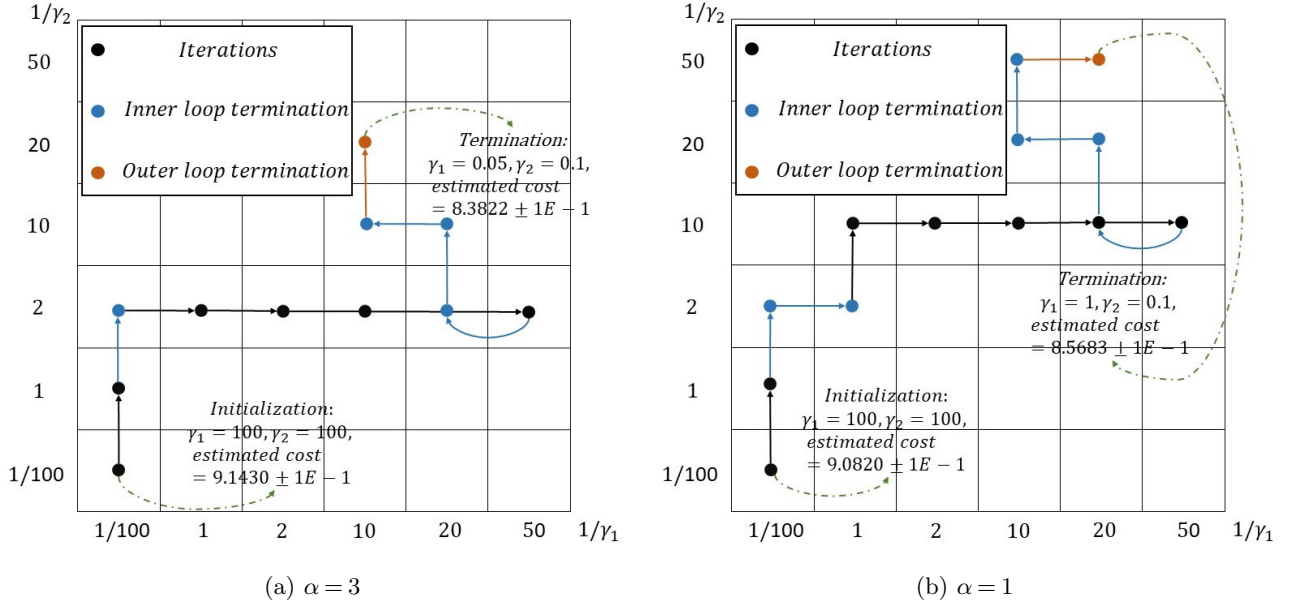 1/γ₂
50
20
10
2
1
1/100
Iterations
Inner loop termination
Outer loop termination
Termination:
γ₁ = 0.05, γ₂ = 0.1,
estimated cost
= 8.3822 ± 1E − 1
Initialization:
γ₁ = 100, γ₂ = 100,
estimated cost
= 9.1430 ± 1E − 1
1/100 1 2 10 20 50 1/γ₁
(a) α = 3
1/γ₂
50
20
10
2
1
1/100
Iterations
Inner loop termination
Outer loop termination
Termination:
γ₁ = 1, γ₂ = 0.1,
estimated cost
= 8.5683 ± 1E − 1
Initialization:
γ₁ = 100, γ₂ = 100,
estimated cost
= 9.0820 ± 1E − 1
1/100 1 2 10 20 50 1/γ₁
(b) α = 1